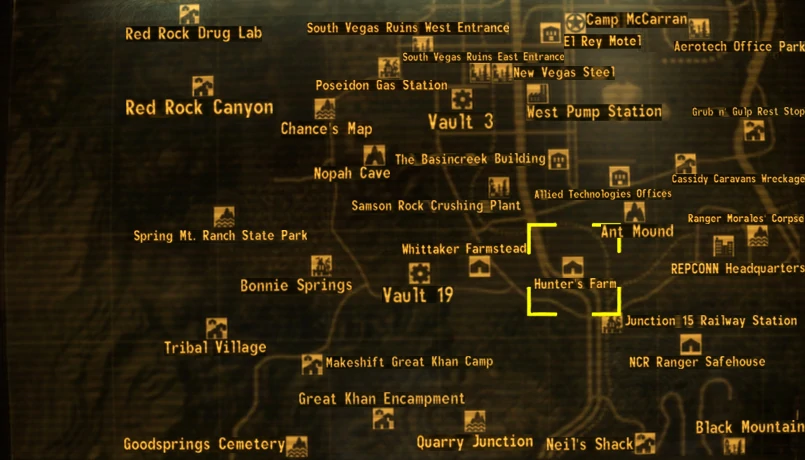 Red Rock Drug Lab
South Vegas Ruins West Entrance
Camp McCarran
El Rey Motel
Aerotech Office Park
South Vegas Ruins East Entrance
New Vegas Steel
Poseidon Gas Station
Red Rock Canyon
Chance's Map
Vault 3
West Pump Station
Grub n' Gulp Rest Stop
Nopah Cave
The Basincreek Building
Cassidy Caravans Wreckage
Allied Technologies Offices
Samson Rock Crushing Plant
Ranger Morales' Corpse
Spring Mt. Ranch State Park
Ant Mound
Whittaker Farmstead
REPCONN Headquarters
Bonnie Springs
Vault 19
Hunter's Farm
Junction 15 Railway Station
Tribal Village
Makeshift Great Khan Camp
NCR Ranger Safehouse
Great Khan Encampment
Black Mountain
Goodsprings Cemetery
Quarry Junction
Neil's Shack